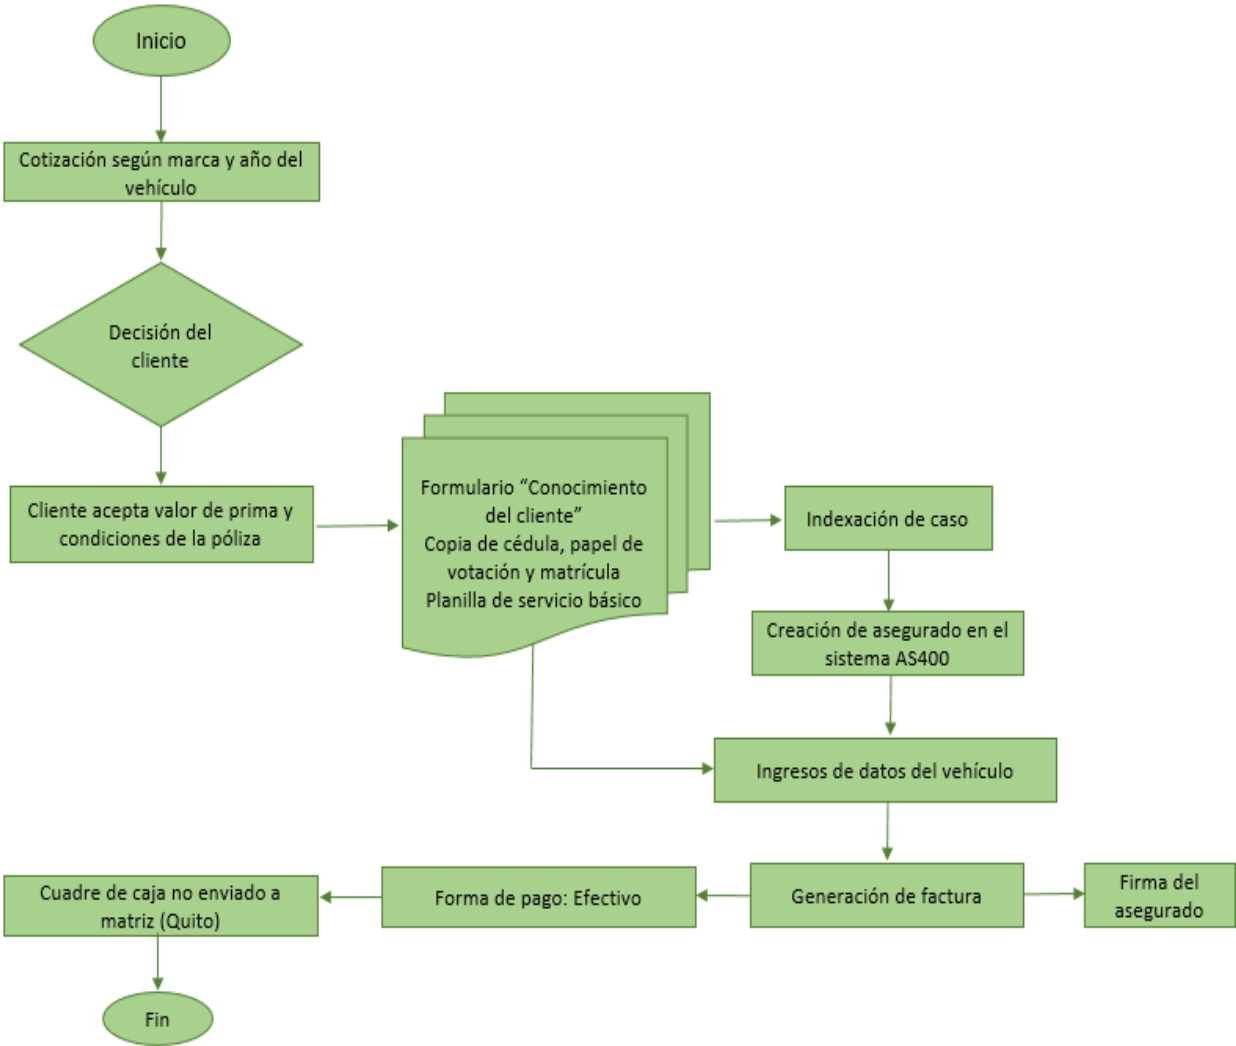 Inicio
Cotización según marca y año del
vehículo
Decisión del
cliente
Cliente acepta valor de prima y
condiciones de la póliza
Formulario “Conocimiento
del cliente”
Copia de cédula, papel de
votación y matrícula
Planilla de servicio básico
Indexación de caso
Creación de asegurado en el
sistema AS400
Ingresos de datos del vehículo
Generación de factura
Firma del
asegurado
Forma de pago: Efectivo
Cuadre de caja no enviado a
matriz (Quito)
Fin